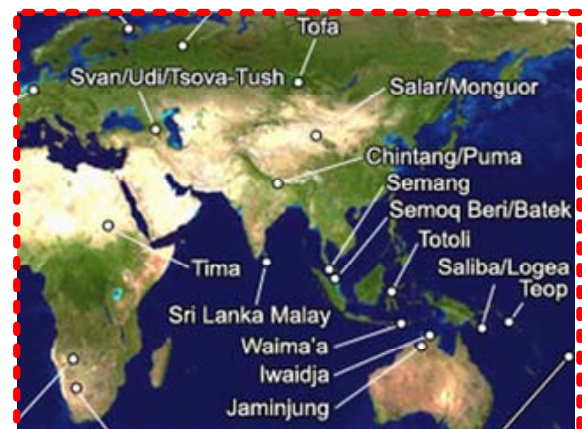 Tofa
Svan/Udi/Tsova-Tush
Salar/Monguor
Chintang/Puma
Semang
Semoq Beri/Batek
Totoli
Tima
Saliba/Logea
Teop
Sri Lanka Malay
Waima'a
Iwaidja
Jaminjung